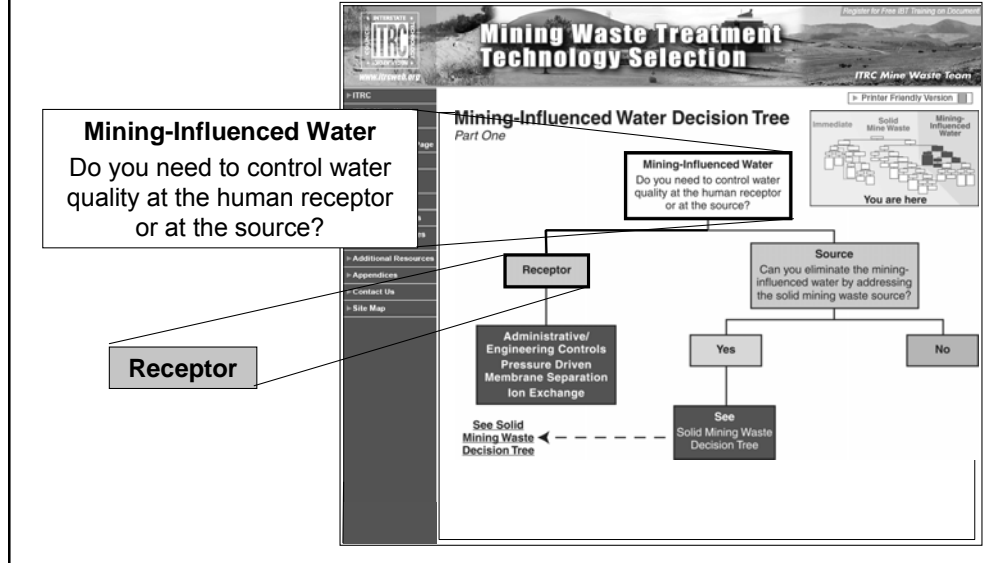 Register for Free IBT Training on Document
INTERSTATE
ITRC
www.itrcweb.org
Mining Waste Treatment
Technology Selection
ITRC Mine Waste Team
ITRC
Printer Friendly Version
Mining-Influenced Water
Do you need to control water
quality at the human receptor
or at the source?
Mining-Influenced Water Decision Tree
Part One
Immediate
Solid
Mine Waste
Mining-
Influenced
Water
You are here
Mining-Influenced Water
Do you need to control water
quality at the human receptor
or at the source?
Additional Resources
Appendices
Contact Us
Site Map
Receptor
Receptor
Source
Can you eliminate the mining-
influenced water by addressing
the solid mining waste source?
Administrative/
Engineering Controls
Pressure Driven
Membrane Separation
Ion Exchange
Yes
No
See
Solid Mining Waste
Decision Tree
See Solid
Mining Waste
Decision Tree